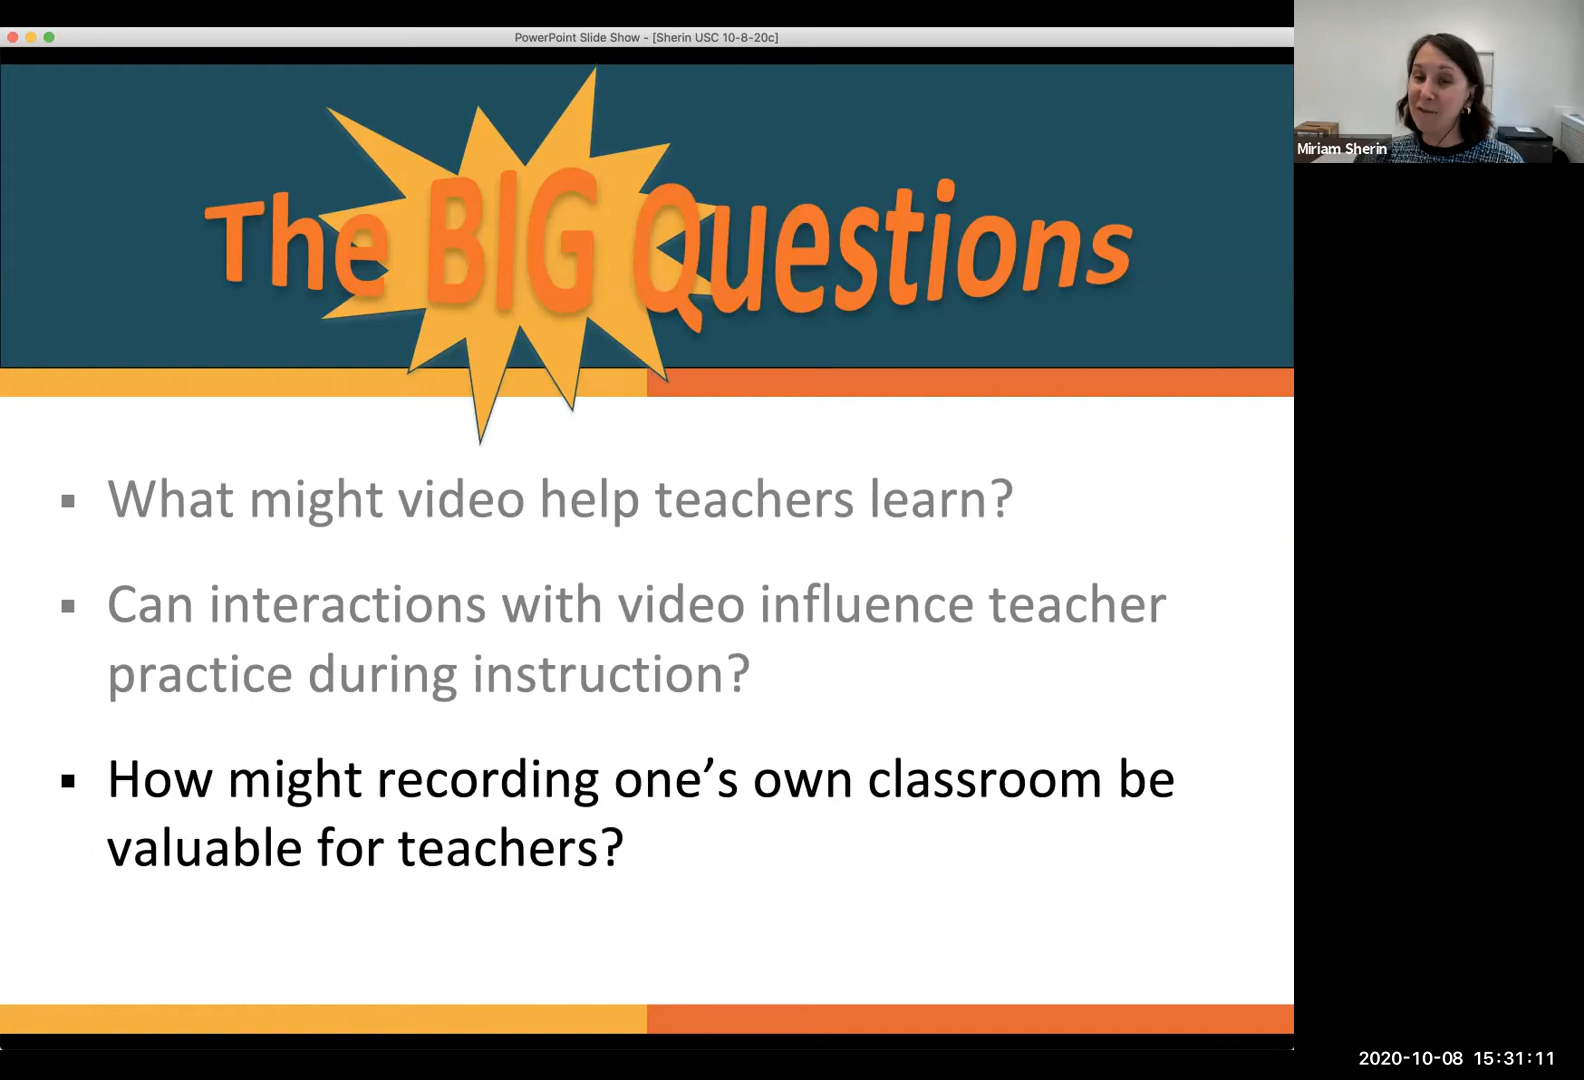 PowerPoint Slide Show - [Sherin USC 10-8-20c]
The BIG Questions
Miriam Sherin
▪ What might video help teachers learn?
▪ Can interactions with video influence teacher
practice during instruction?
▪ How might recording one’s own classroom be
valuable for teachers?
2020-10-08 15:31:11